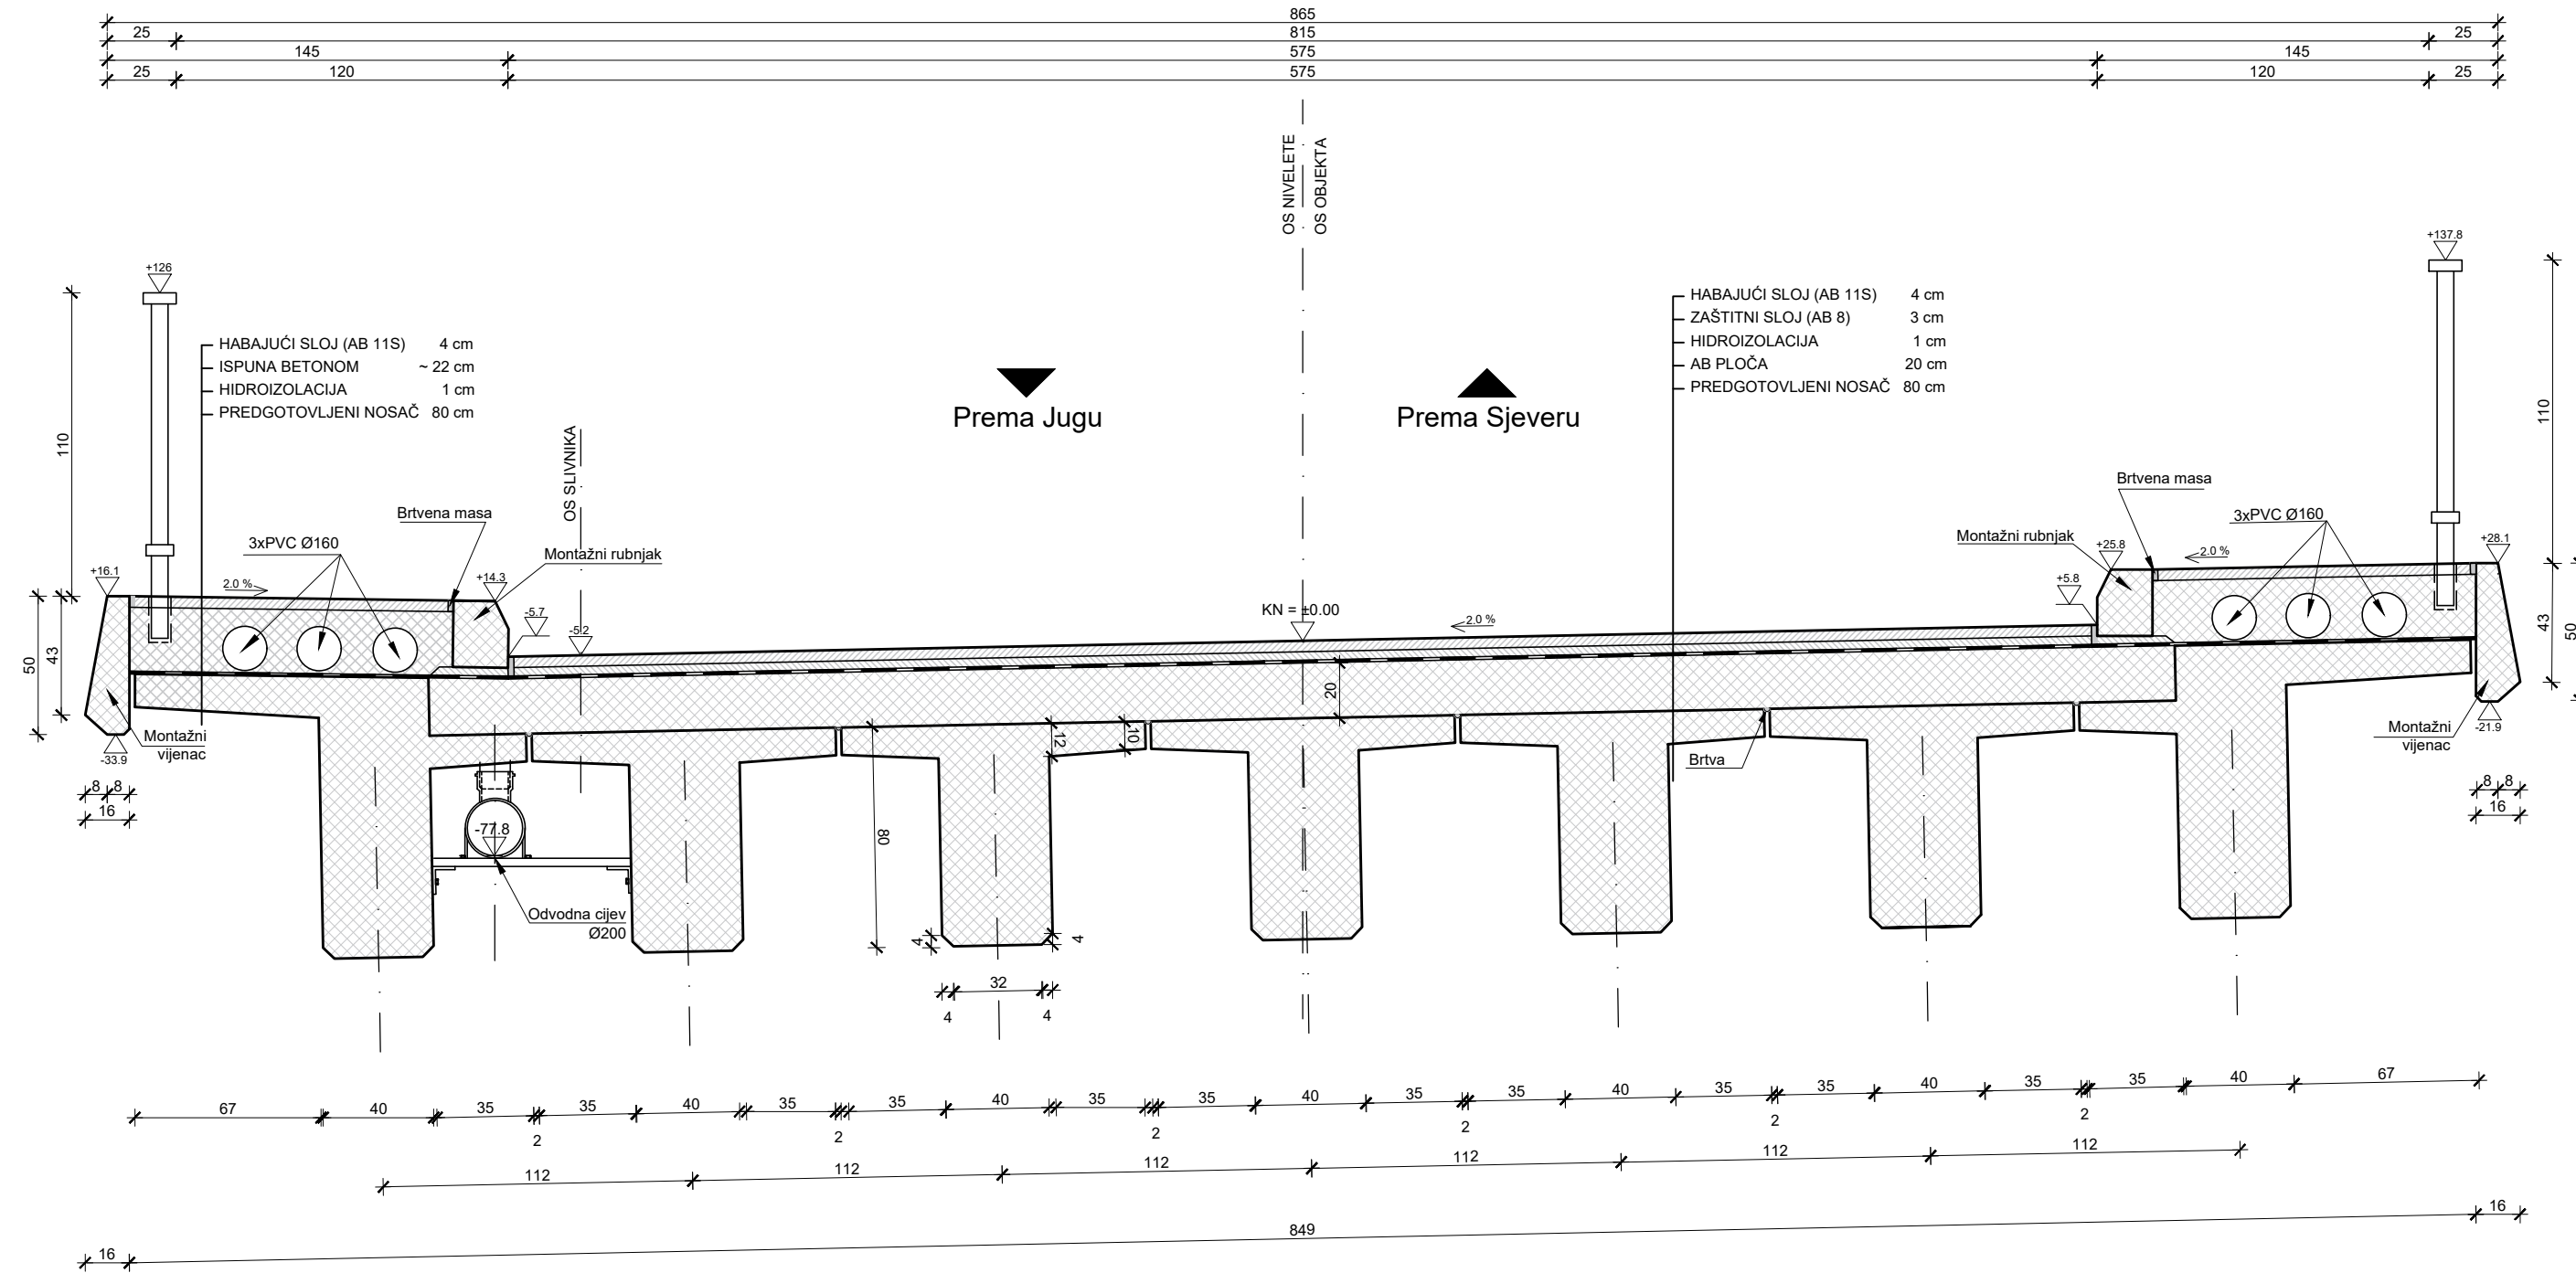 865
25 815 25
145 575 145
25 120 575 120 25
OS NIVELETE
OS OBJEKTA
+126
+137.8
HABAJUĆI SLOJ (AB 11S) 4 cm
ISPUNA BETONOM ~ 22 cm
HIDROIZOLACIJA 1 cm
PREDGOTOVLJENI NOSAČ 80 cm
HABAJUĆI SLOJ (AB 11S) 4 cm
ZAŠTITNI SLOJ (AB 8) 3 cm
HIDROIZOLACIJA 1 cm
AB PLOČA 20 cm
PREDGOTOVLJENI NOSAČ 80 cm
Prema Jugu
Prema Sjeveru
110
110
OS SLIVNIKA
Brtvena masa
3xPVC Ø160
Montažni rubnjak
Brtvena masa
3xPVC Ø160
Montažni rubnjak
+16.1
2.0 %
+14.3
-5.7
-5.2
KN = ±0.00
2.0 %
+5.8
+25.8
2.0 %
+28.1
50
43
43
50
20
12
10
80
Montažni
vijenac
-33.9
Brtva
Montažni
vijenac
-21.9
8 8
16
8 8
16
-77.8
Odvodna cijev
Ø200
4
4
32
4
4
67 40 35 35 40 35 35 40 35 35 40 35 35 40 35 35 40 35 35 40 67
2 2 2 2 2 2
112 112 112 112 112 112
16 849 16